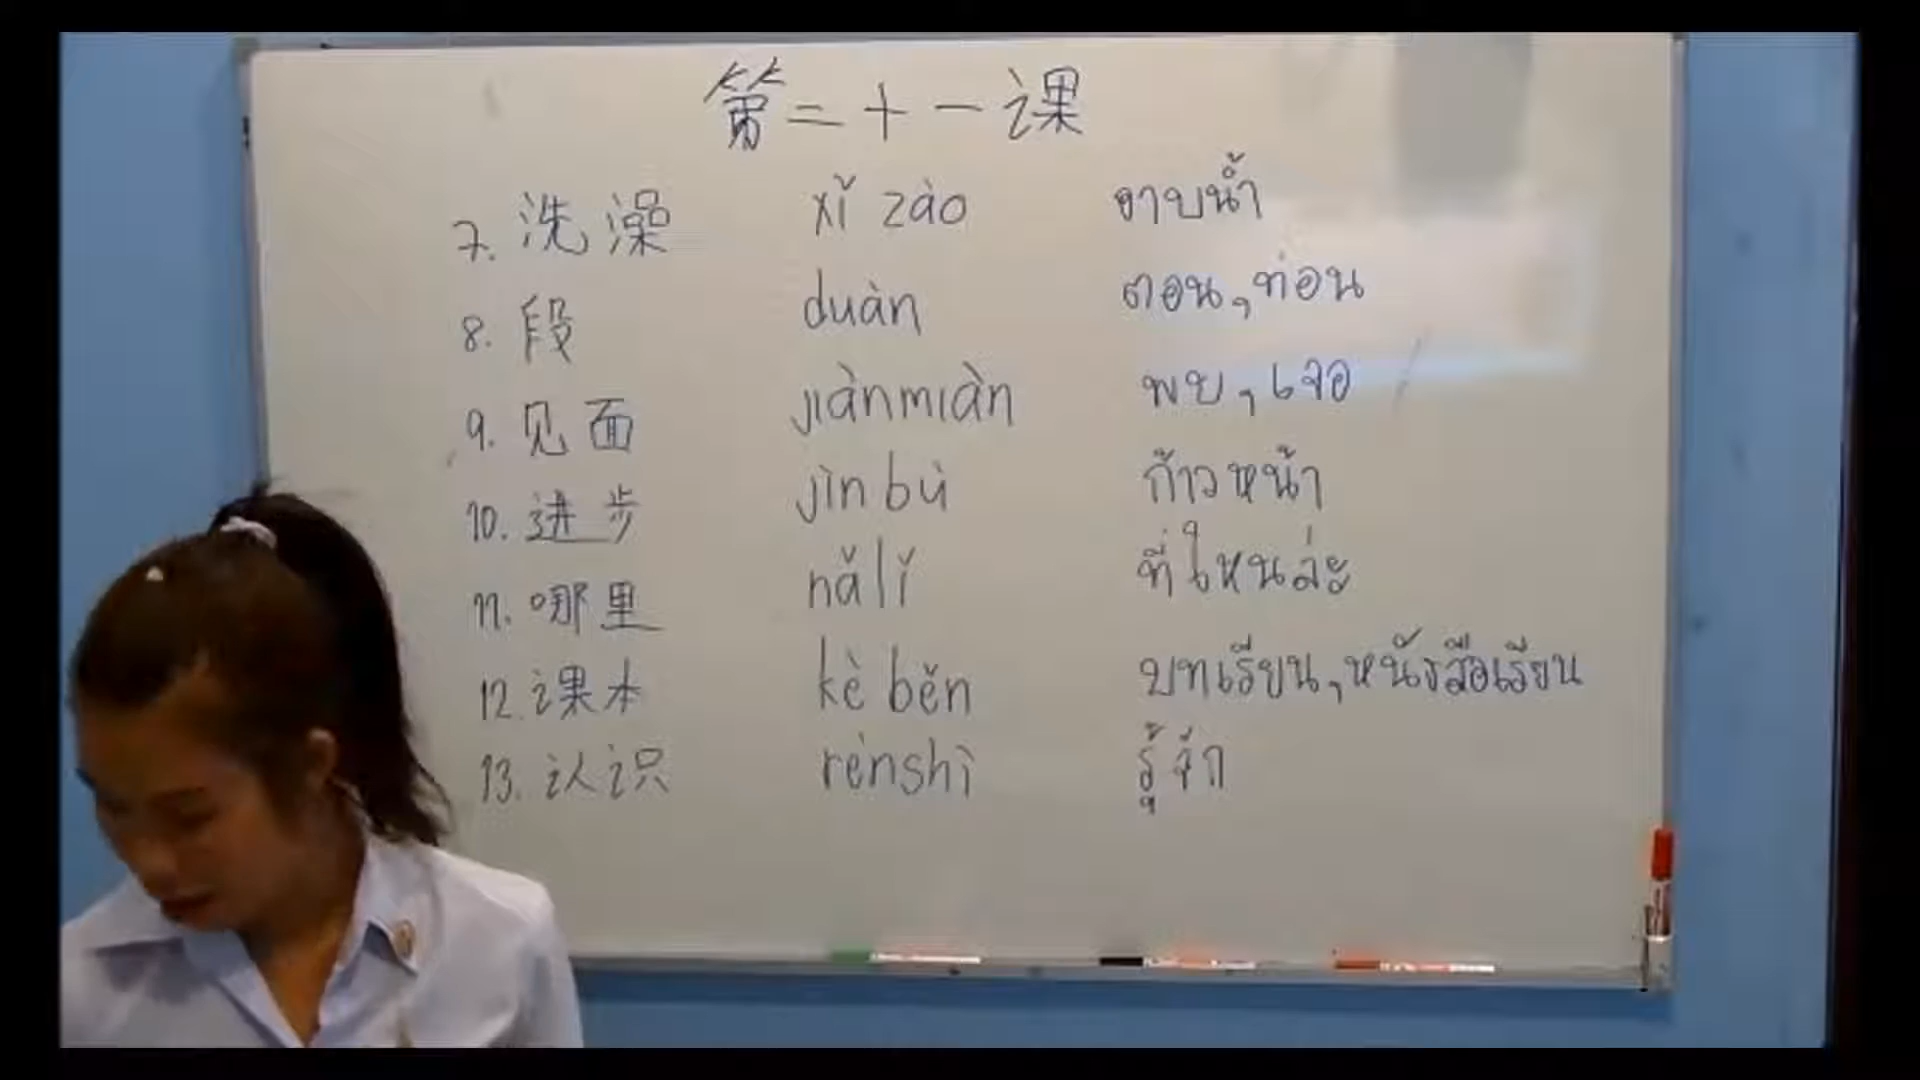 第二十一课
7. 洗澡 xǐ zào อาบน้ำ
8. 段 duàn ตอน,ท่อน
9. 见面 jiànmiàn พบ,เจอ
10. 进步 jìn bù ก้าวหน้า
11. 哪里 nǎlǐ ที่ไหนล่ะ
12. 课本 kè běn บทเรียน,หนังสือเรียน
13. 认识 rènshì รู้จัก